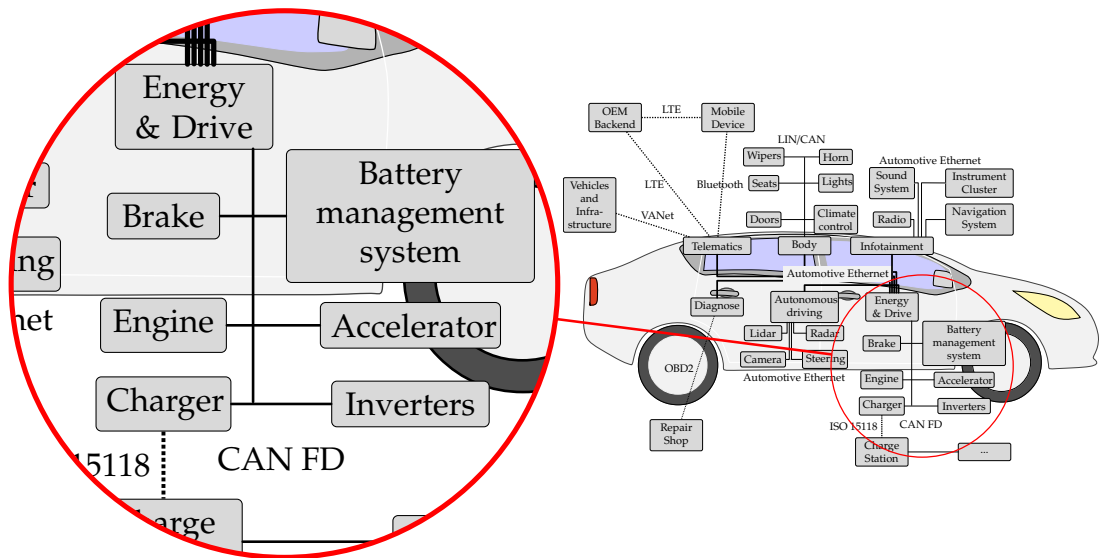 Energy
& Drive
Battery
management
system
Brake
Engine
Accelerator
Charger
Inverters
15118
CAN FD
OEM
Backend
LTE
Mobile
Device
LIN/CAN
Wipers
Horn
Automotive Ethernet
Sound
System
Instrument
Cluster
Vehicles
and
Infra-
structure
LTE
Bluetooth
Seats
Lights
VANet
Doors
Climate
control
Radio
Navigation
System
Telematics
Body
Infotainment
Automotive Ethernet
Diagnose
Autonomous
driving
Energy
& Drive
Lidar
Radar
Brake
Battery
management
system
Camera
Steering
OBD2
Automotive Ethernet
Engine
Accelerator
Charger
Inverters
Repair
Shop
ISO 15118
CAN FD
Charge
Station
...